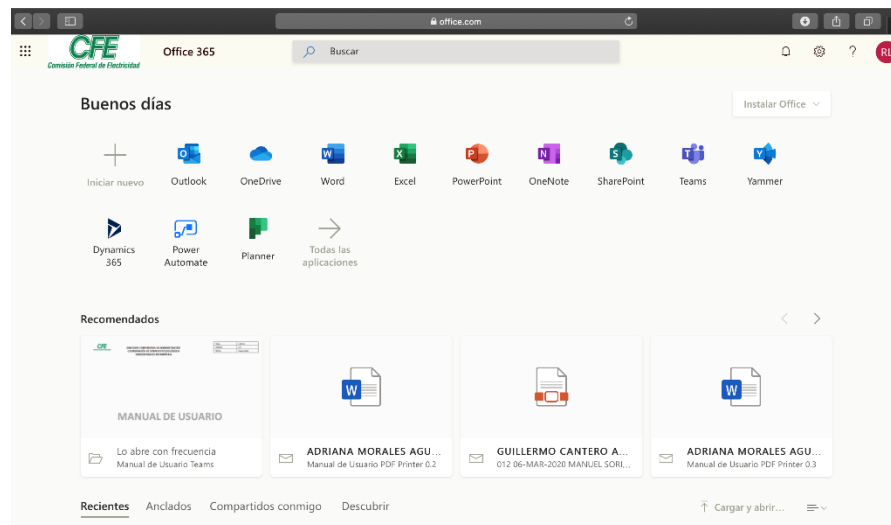 office.com
CFE
Comisión Federal de Electricidad
Office 365
Buscar
?
RL
Buenos días
Instalar Office
Iniciar nuevo
Outlook
OneDrive
Word
Excel
PowerPoint
OneNote
SharePoint
Teams
Yammer
Dynamics
365
Power
Automate
Planner
Todas las
aplicaciones
Recomendados
CFE
MANUAL DE USUARIO
Lo abre con frecuencia
Manual de Usuario Teams
ADRIANA MORALES AGU...
Manual de Usuario PDF Printer 0.2
GUILLERMO CANTERO A...
012 06-MAR-2020 MANUEL SORI...
ADRIANA MORALES AGU...
Manual de Usuario PDF Printer 0.3
Recientes
Anclados
Compartidos conmigo
Descubrir
Cargar y abrir...